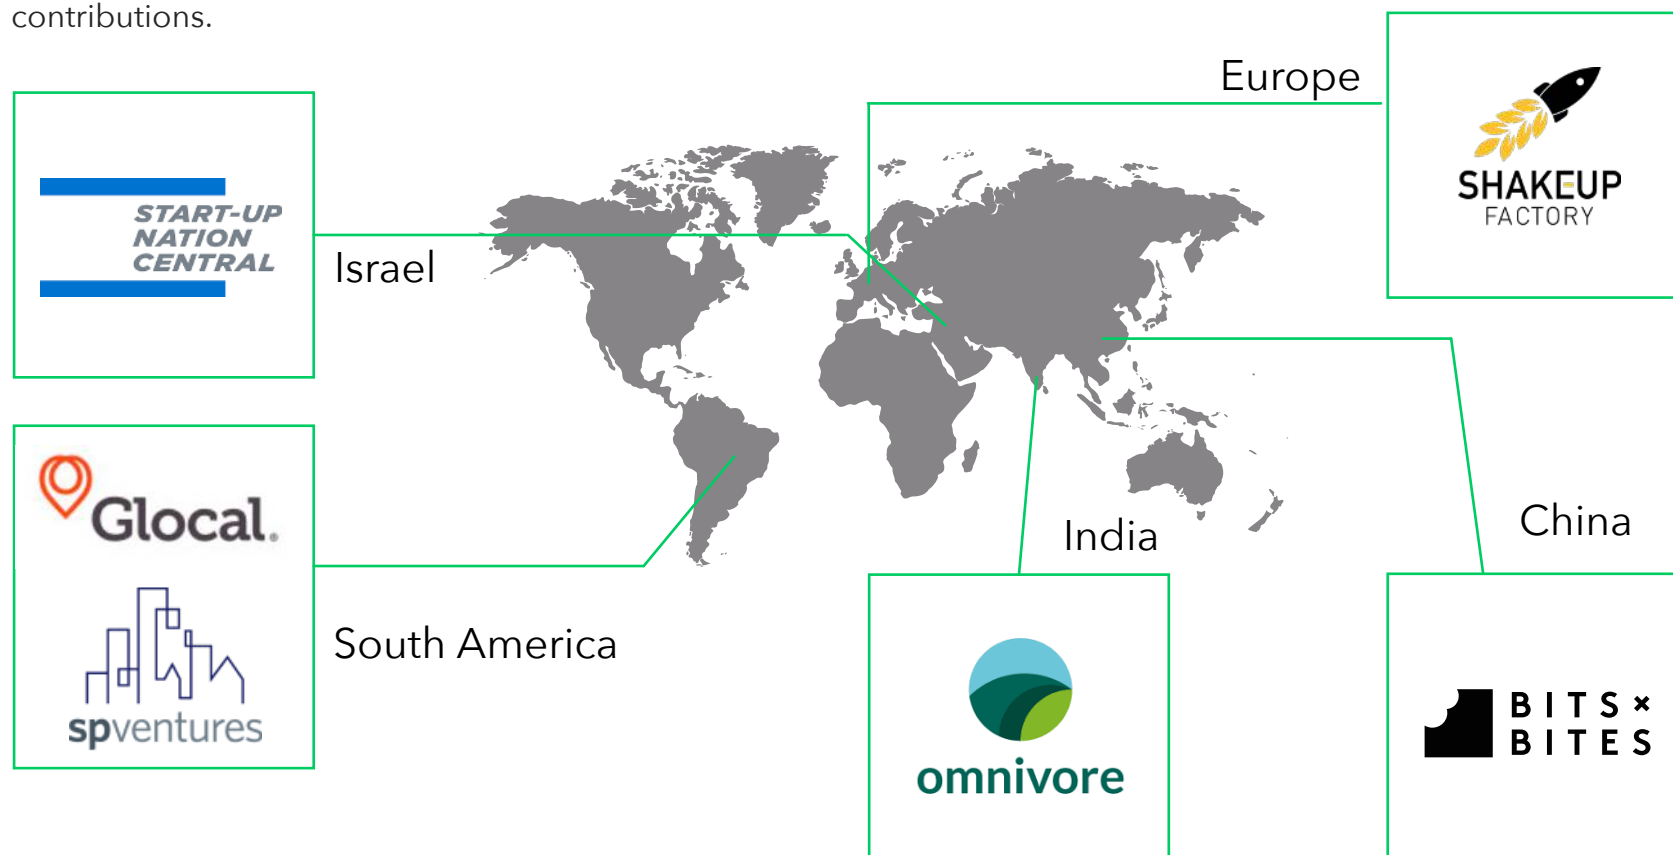 contributions.
Europe
SHAKEUP
FACTORY
START-UP
NATION
CENTRAL
Israel
Glocal.
spventures
South America
India
omnivore
China
BITS×
BITES